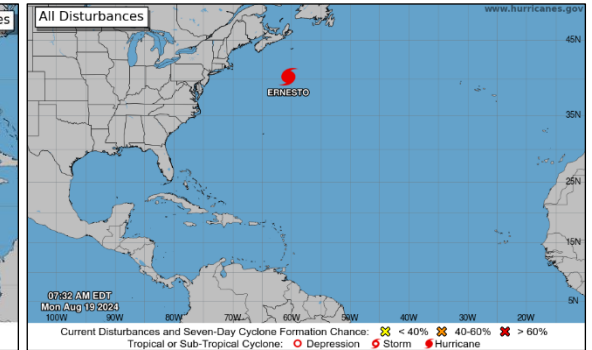 es
All Disturbances
www.hurricanes.gov
45N
ERNESTO
35N
25N
15N
07:32 AM EDT
Mon Aug 19 2024
5N
100W 90W 80W 70W 60W 50W 40W 30W 20W
Current Disturbances and Seven-Day Cyclone Formation Chance: < 40% 40-60% > 60%
Tropical or Sub-Tropical Cyclone: Depression Storm Hurricane